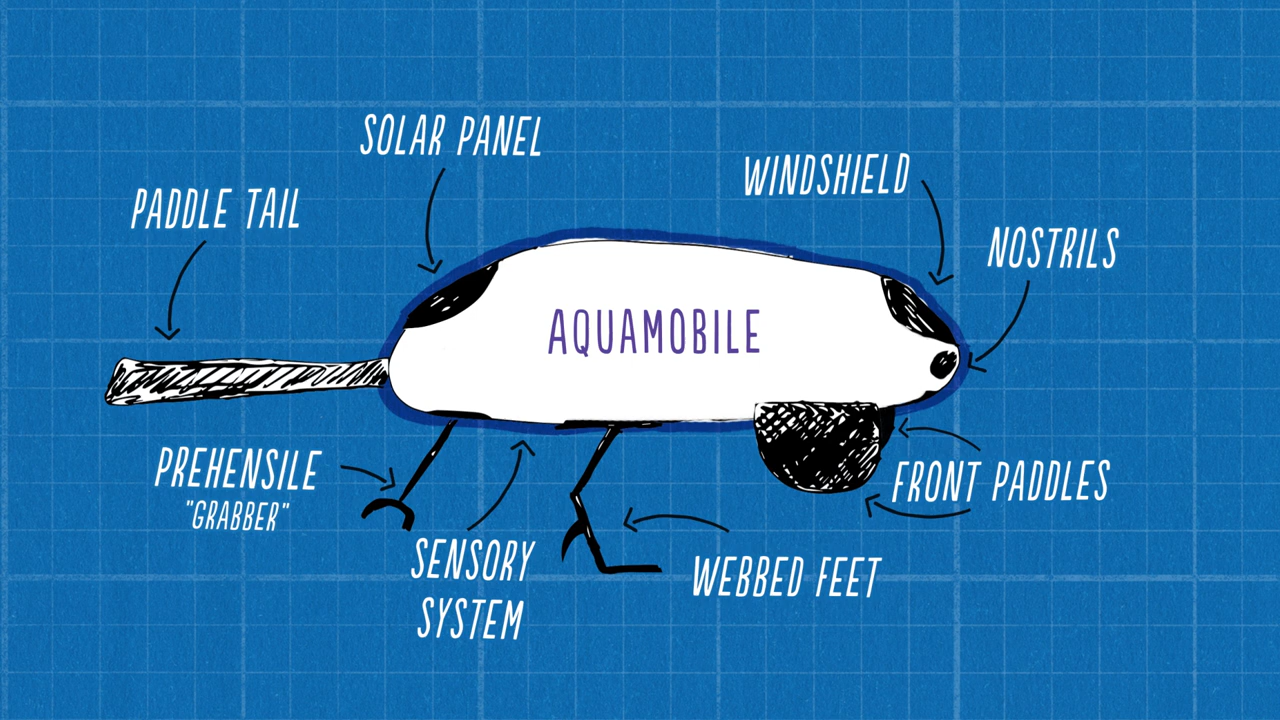 SOLAR PANEL
WINDSHIELD
PADDLE TAIL
NOSTRILS
AQUAMOBILE
PREHENSILE
"GRABBER"
FRONT PADDLES
SENSORY
SYSTEM
WEBBED FEET